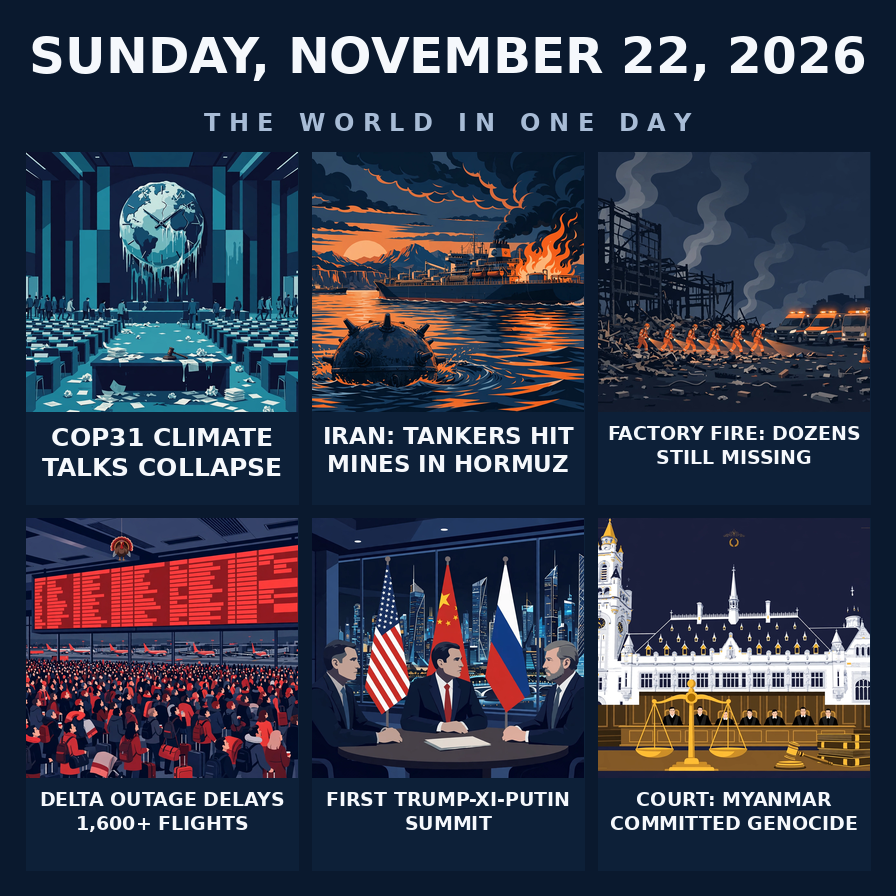 SUNDAY, NOVEMBER 22, 2026
THE WORLD IN ONE DAY
COP31 CLIMATE
TALKS COLLAPSE
IRAN: TANKERS HIT
MINES IN HORMUZ
FACTORY FIRE: DOZENS
STILL MISSING
DELTA OUTAGE DELAYS
1,600+ FLIGHTS
FIRST TRUMP-XI-PUTIN
SUMMIT
COURT: MYANMAR
COMMITTED GENOCIDE